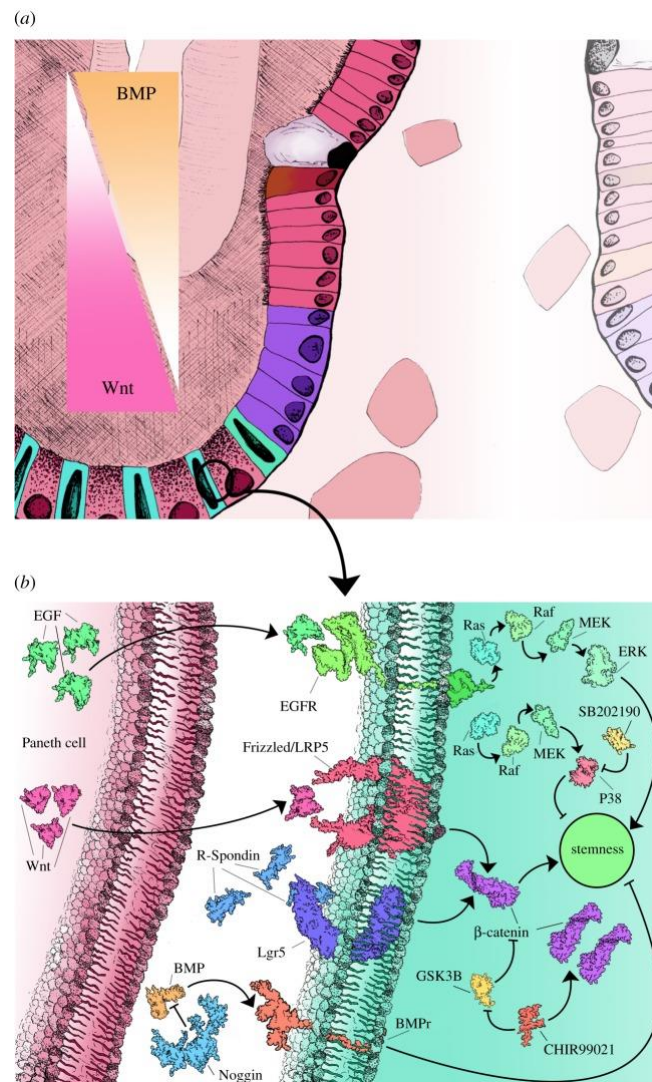 (a)
BMP
Wnt
(b)
EGF
Paneth cell
Wnt
EGFR
Frizzled/LRP5
R-Spondin
Lgr5
BMP
Noggin
BMPr
Ras
Raf
MEK
ERK
SB202190
Ras
Raf
MEK
P38
stemness
β-catenin
GSK3B
CHIR99021